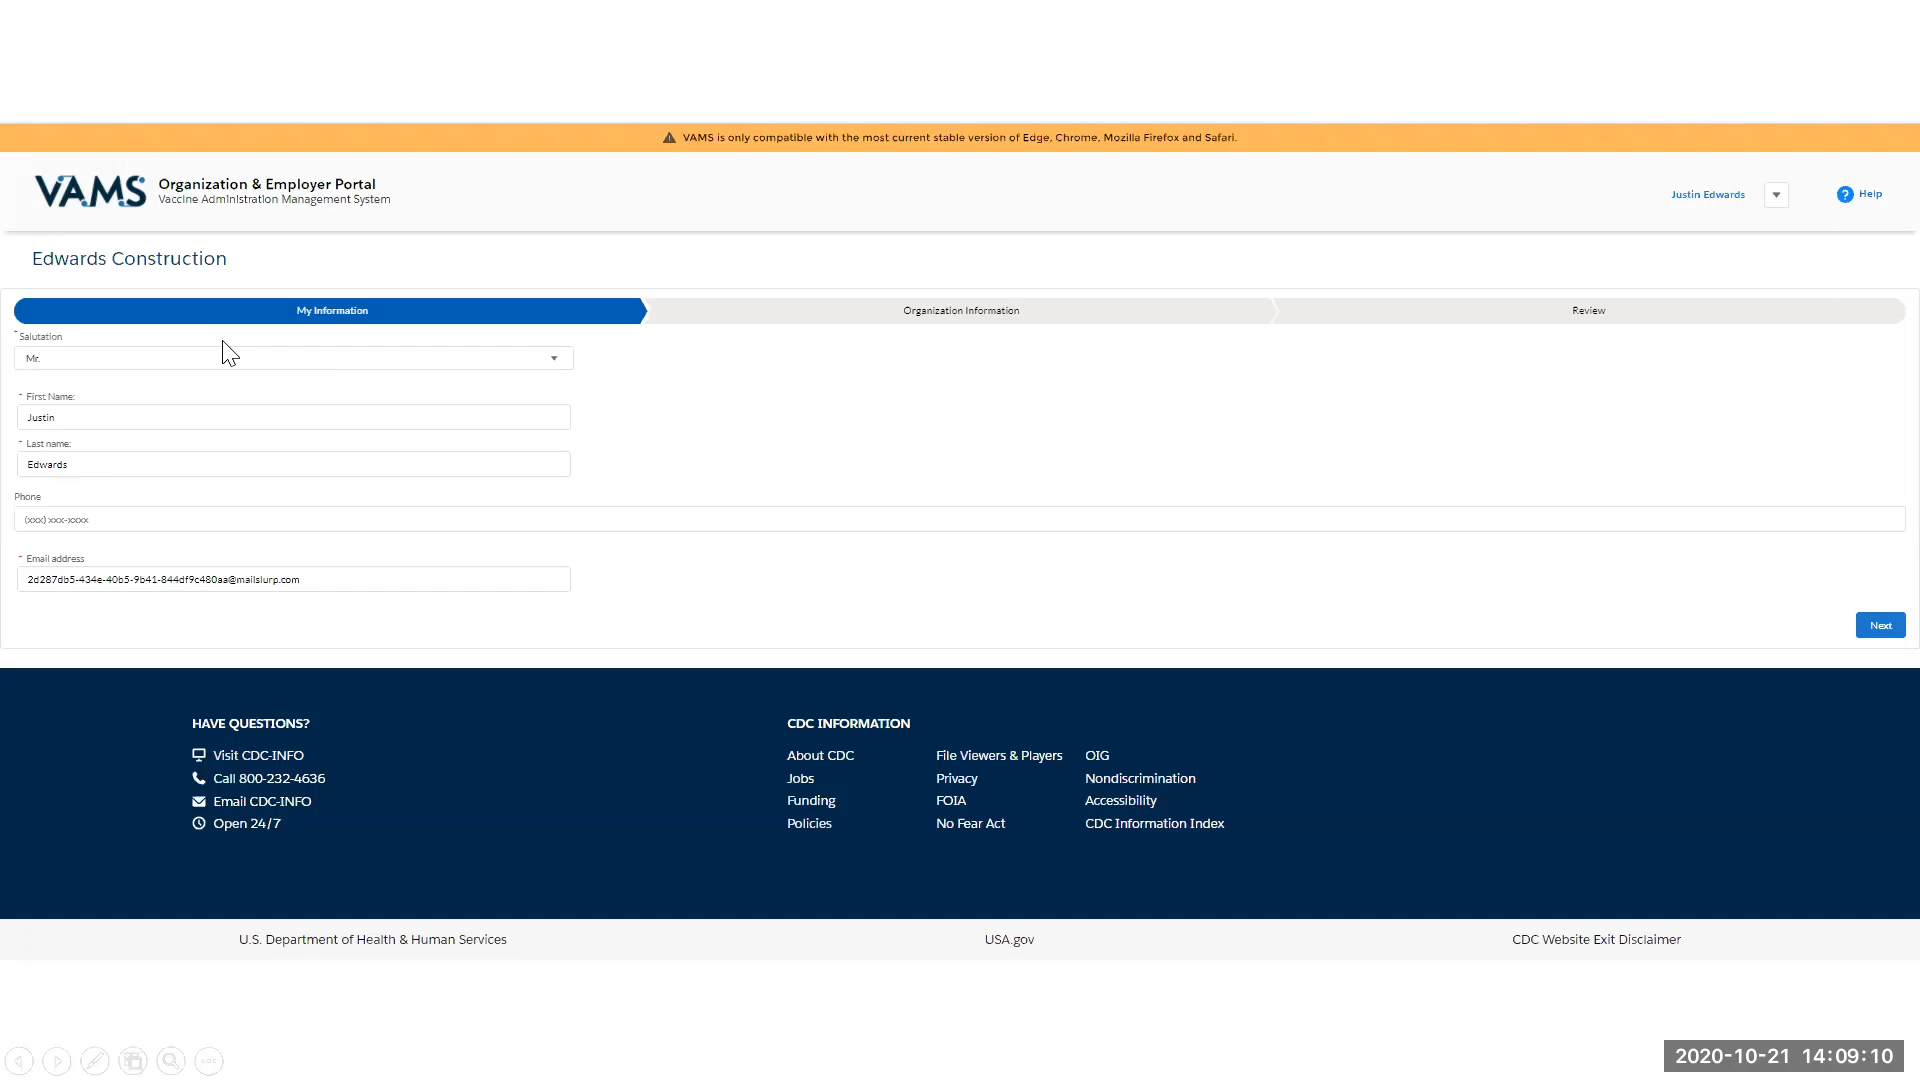 VAMS is only compatible with the most current stable version of Edge, Chrome, Mozilla Firefox and Safari.
VAMS
Organization & Employer Portal
Vaccine Administration Management System
Justin Edwards
? Help
Edwards Construction
My Information
Organization Information
Review
* Salutation
Mr.
* First Name:
Justin
* Last name:
Edwards
Phone
(xxx) xxx-xxxx
* Email address
2d287db5-434e-40b5-9b41-844df9c480aa@mailslurp.com
Next
HAVE QUESTIONS?
Visit CDC-INFO
Call 800-232-4636
Email CDC-INFO
Open 24/7
CDC INFORMATION
About CDC
Jobs
Funding
Policies
File Viewers & Players
Privacy
FOIA
No Fear Act
OIG
Nondiscrimination
Accessibility
CDC Information Index
U.S. Department of Health & Human Services
USA.gov
CDC Website Exit Disclaimer
2020-10-21 14:09:10